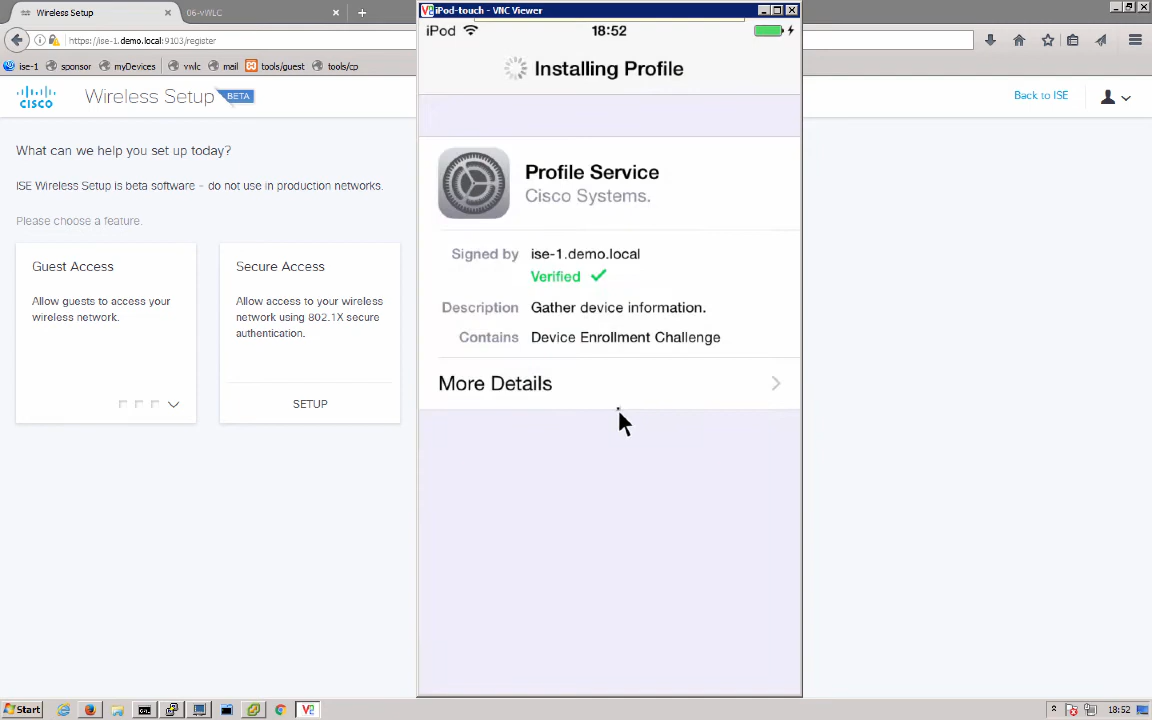 Wireless Setup
06-vWLC
https://ise-1.demo.local:9103/register
ise-1
sponsor
myDevices
vwlc
mail
tools/guest
tools/cp
CISCO
Wireless Setup
BETA
Back to ISE
What can we help you set up today?
ISE Wireless Setup is beta software - do not use in production networks.
Please choose a feature.
Guest Access
Allow guests to access your
wireless network.
Secure Access
Allow access to your wireless
network using 802.1X secure
authentication.
SETUP
V2 iPod-touch - VNC Viewer
iPod
18:52
Installing Profile
Profile Service
Cisco Systems.
Signed by ise-1.demo.local
Verified
Description Gather device information.
Contains Device Enrollment Challenge
More Details
Start
V2
18:52